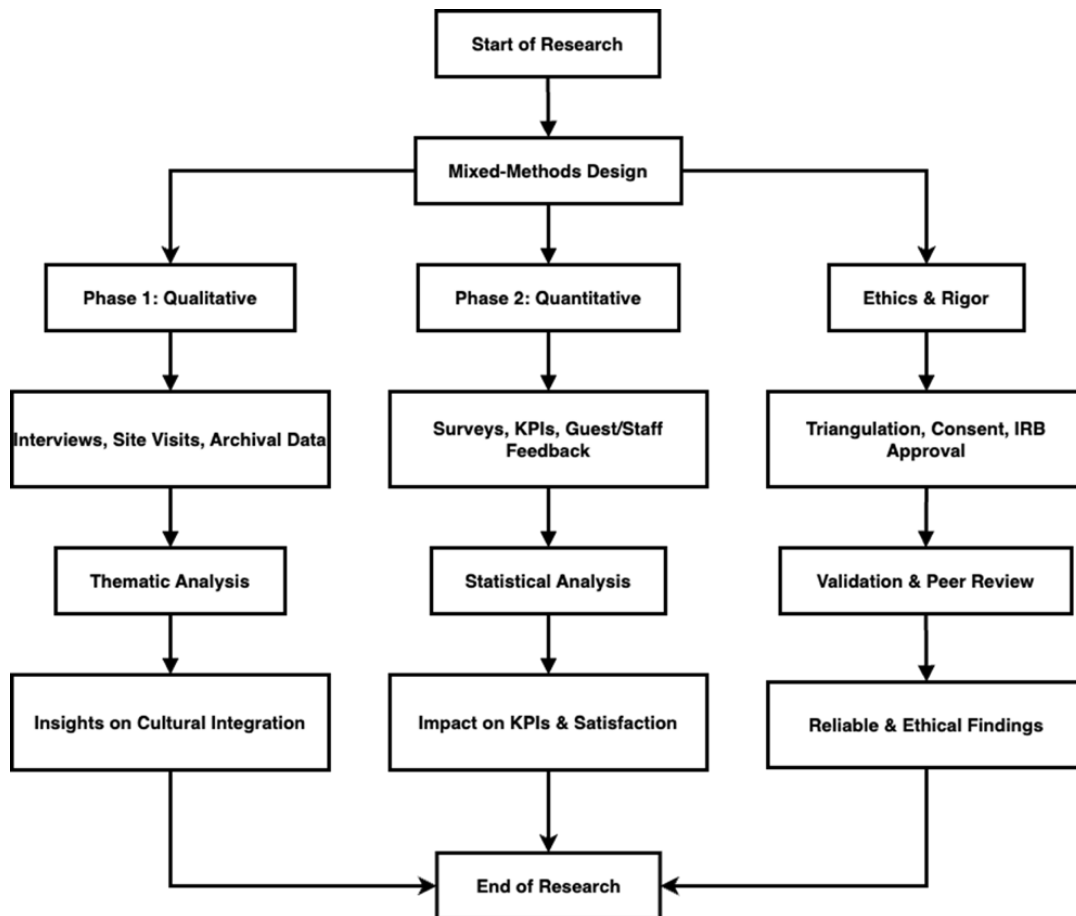 Start of Research
Mixed-Methods Design
Phase 1: Qualitative
Phase 2: Quantitative
Ethics & Rigor
Interviews, Site Visits, Archival Data
Surveys, KPIs, Guest/Staff
Feedback
Triangulation, Consent, IRB
Approval
Thematic Analysis
Statistical Analysis
Validation & Peer Review
Insights on Cultural Integration
Impact on KPIs & Satisfaction
Reliable & Ethical Findings
End of Research